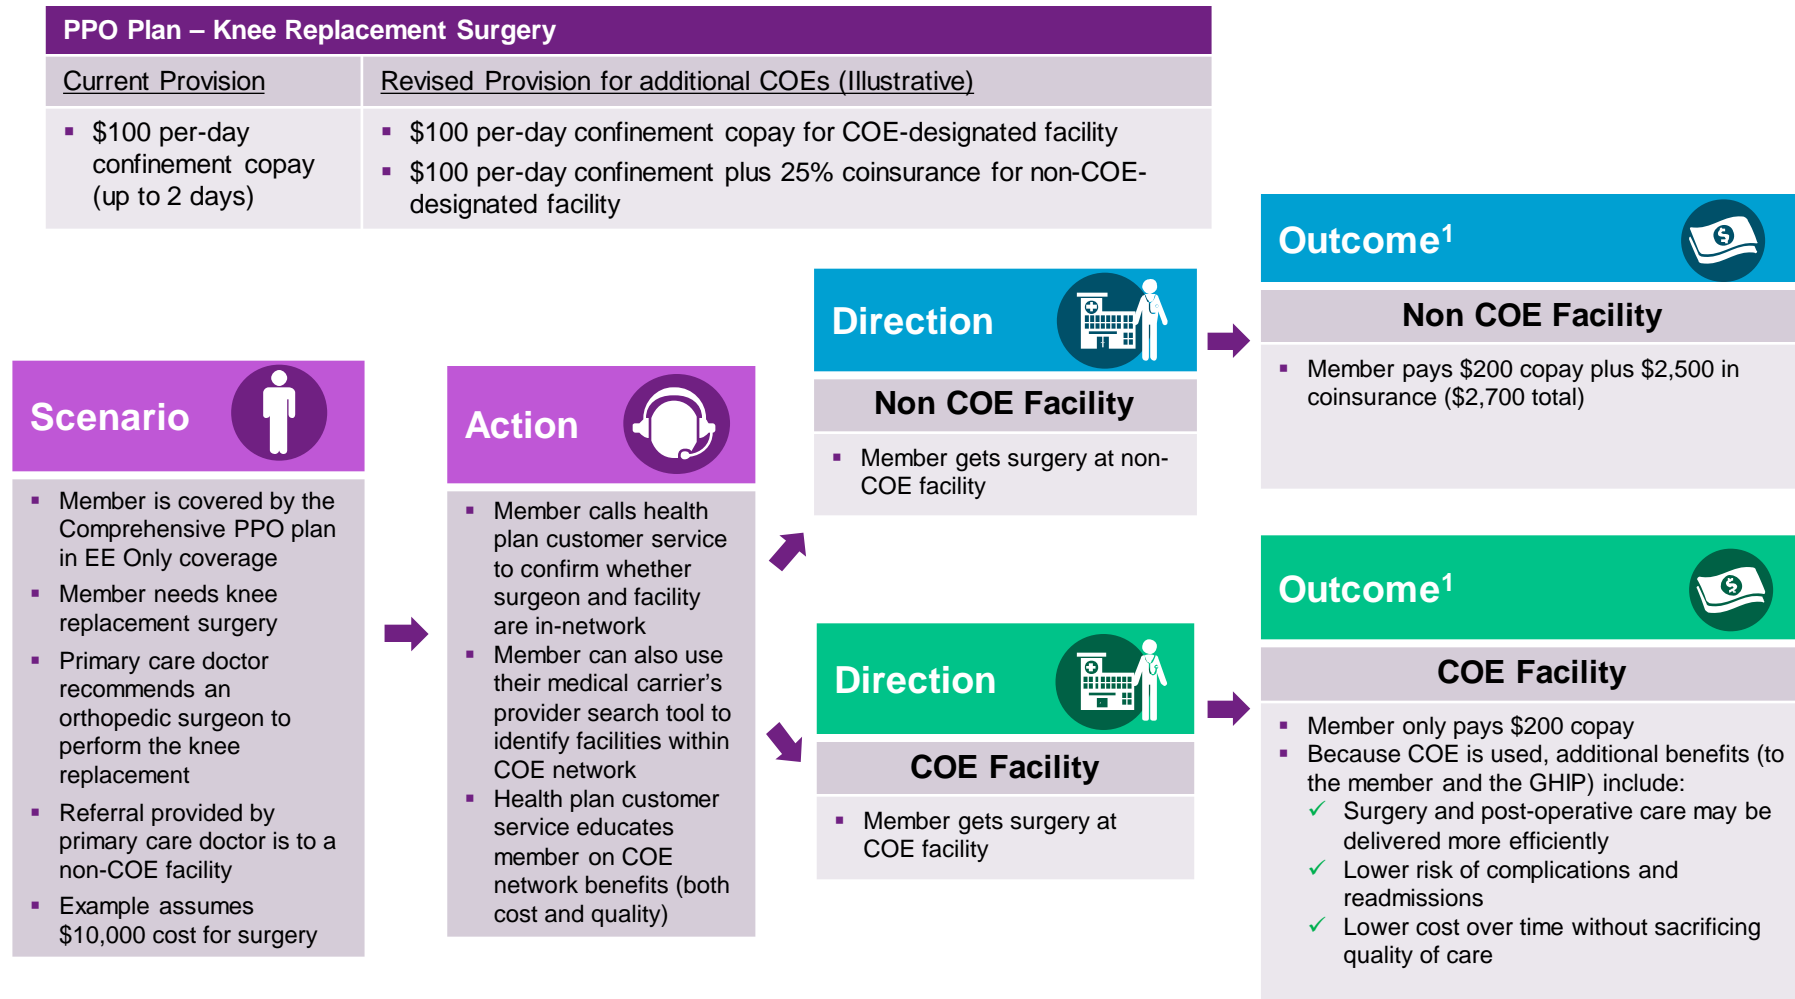 PPO Plan – Knee Replacement Surgery
Current Provision
Revised Provision for additional COEs (Illustrative)
▪ $100 per-day
confinement copay
(up to 2 days)
▪ $100 per-day confinement copay for COE-designated facility
▪ $100 per-day confinement plus 25% coinsurance for non-COE-
designated facility
Scenario
▪ Member is covered by the
Comprehensive PPO plan
in EE Only coverage
▪ Member needs knee
replacement surgery
▪ Primary care doctor
recommends an
orthopedic surgeon to
perform the knee
replacement
▪ Referral provided by
primary care doctor is to a
non-COE facility
▪ Example assumes
$10,000 cost for surgery
Action
▪ Member calls health
plan customer service
to confirm whether
surgeon and facility
are in-network
▪ Member can also use
their medical carrier’s
provider search tool to
identify facilities within
COE network
▪ Health plan customer
service educates
member on COE
network benefits (both
cost and quality)
Direction
Non COE Facility
▪ Member gets surgery at non-
COE facility
Outcome¹
Non COE Facility
▪ Member pays $200 copay plus $2,500 in
coinsurance ($2,700 total)
Direction
COE Facility
▪ Member gets surgery at
COE facility
Outcome¹
COE Facility
▪ Member only pays $200 copay
▪ Because COE is used, additional benefits (to
the member and the GHIP) include:
✓ Surgery and post-operative care may be
delivered more efficiently
✓ Lower risk of complications and
readmissions
✓ Lower cost over time without sacrificing
quality of care